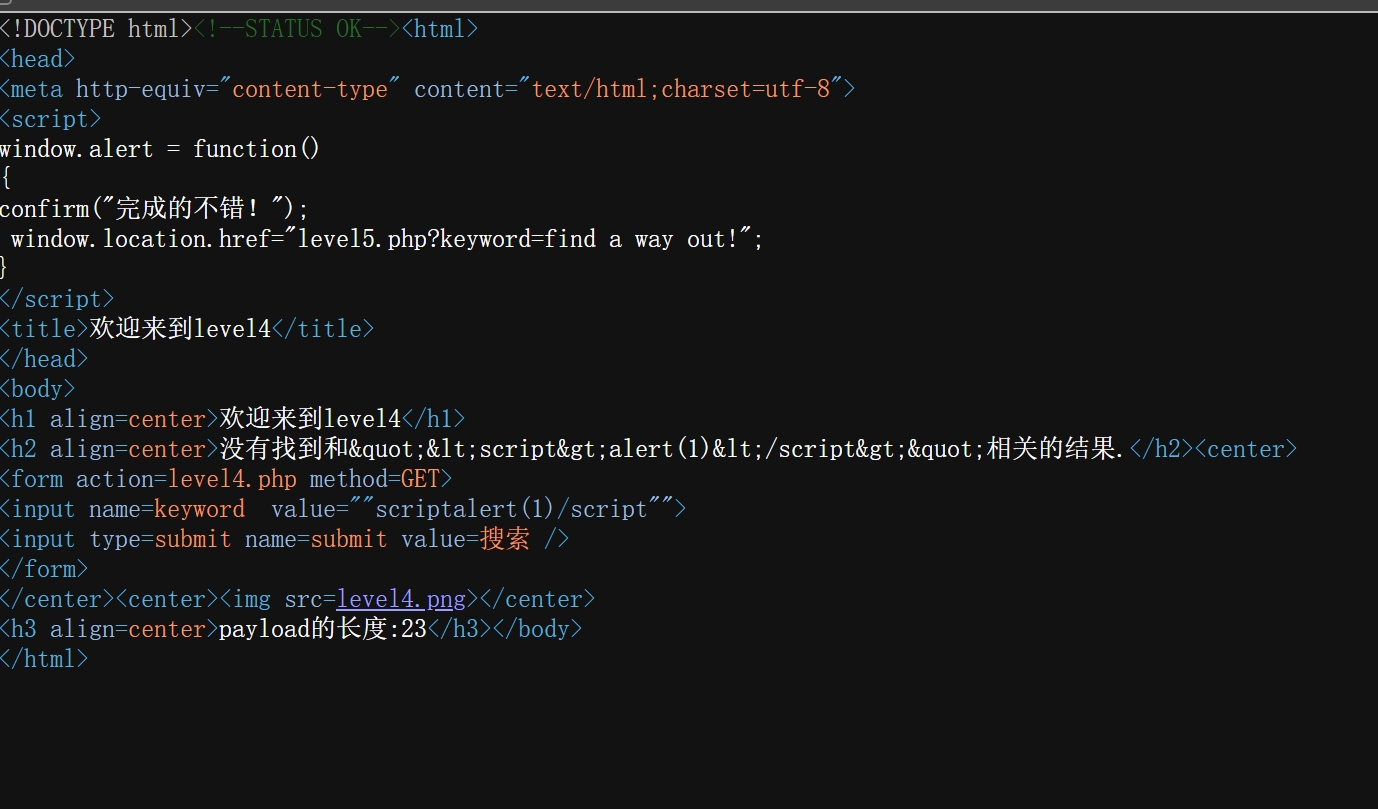 <!DOCTYPE html><!--STATUS OK--><html>
<head>
<meta http-equiv="content-type" content="text/html;charset=utf-8">
<script>
window.alert = function()
{
confirm("完成的不错！");
 window.location.href="level5.php?keyword=find a way out!";
}
</script>
<title>欢迎来到level4</title>
</head>
<body>
<h1 align=center>欢迎来到level4</h1>
<h2 align=center>没有找到和&quot;&lt;script&gt;alert(1)&lt;/script&gt;&quot;相关的结果.</h2><center>
<form action=level4.php method=GET>
<input name=keyword  value=""scriptalert(1)/script"">
<input type=submit name=submit value=搜索 />
</form>
</center><center><img src=level4.png></center>
<h3 align=center>payload的长度:23</h3></body>
</html>